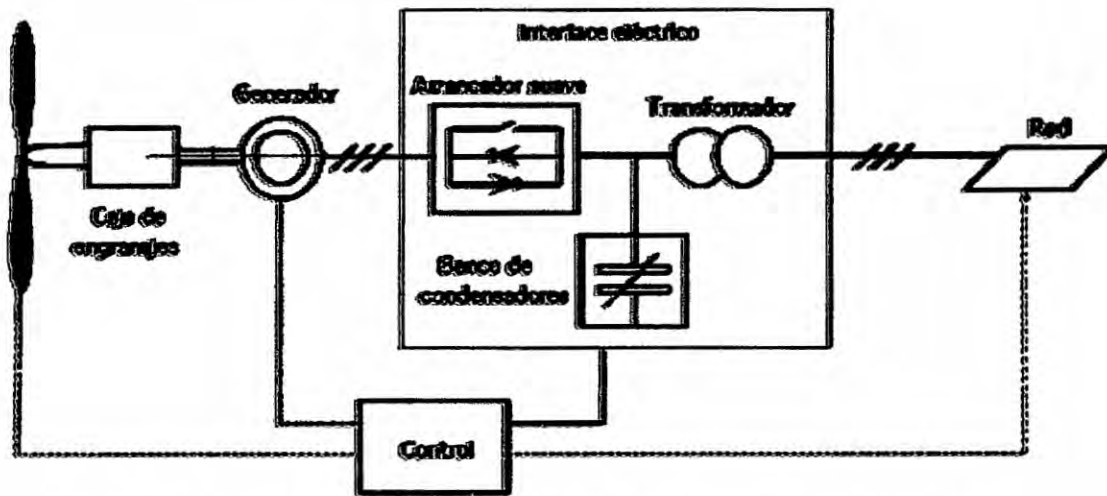 Interface eléctrico
Arrancador suave
Generador
Transformador
Red
Caja de
engranajes
Banco de
condensadores
Control